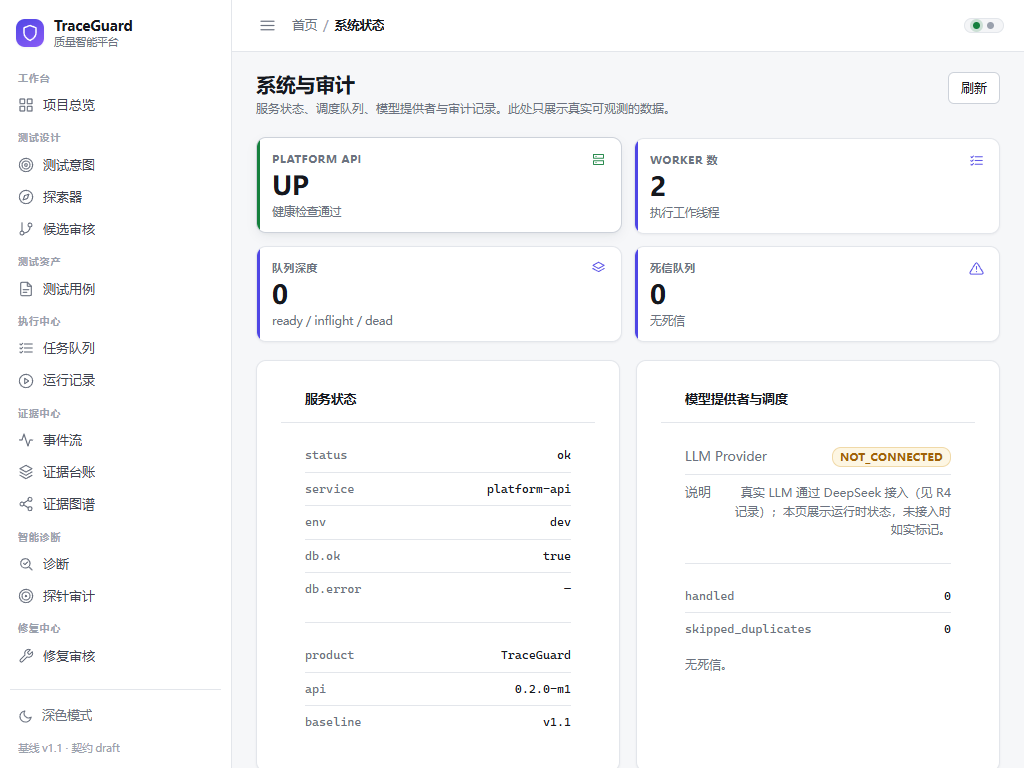 TraceGuard
质量智能平台
工作台
项目总览
测试设计
测试意图
探索器
候选审核
测试资产
测试用例
执行中心
任务队列
运行记录
证据中心
事件流
证据台账
证据图谱
智能诊断
诊断
探针审计
修复中心
修复审核
深色模式
基线 v1.1 · 契约 draft
首页 / 系统状态
系统与审计
服务状态、调度队列、模型提供者与审计记录。此处只展示真实可观测的数据。
刷新
PLATFORM API
UP
健康检查通过
WORKER 数
2
执行工作线程
队列深度
0
ready / inflight / dead
死信队列
0
无死信
服务状态
status ok
service platform-api
env dev
db.ok true
db.error —
product TraceGuard
api 0.2.0-m1
baseline v1.1
模型提供者与调度
LLM Provider NOT_CONNECTED
说明 真实 LLM 通过 DeepSeek 接入（见 R4
记录）；本页展示运行时状态，未接入时
如实标记。
handled 0
skipped_duplicates 0
无死信。